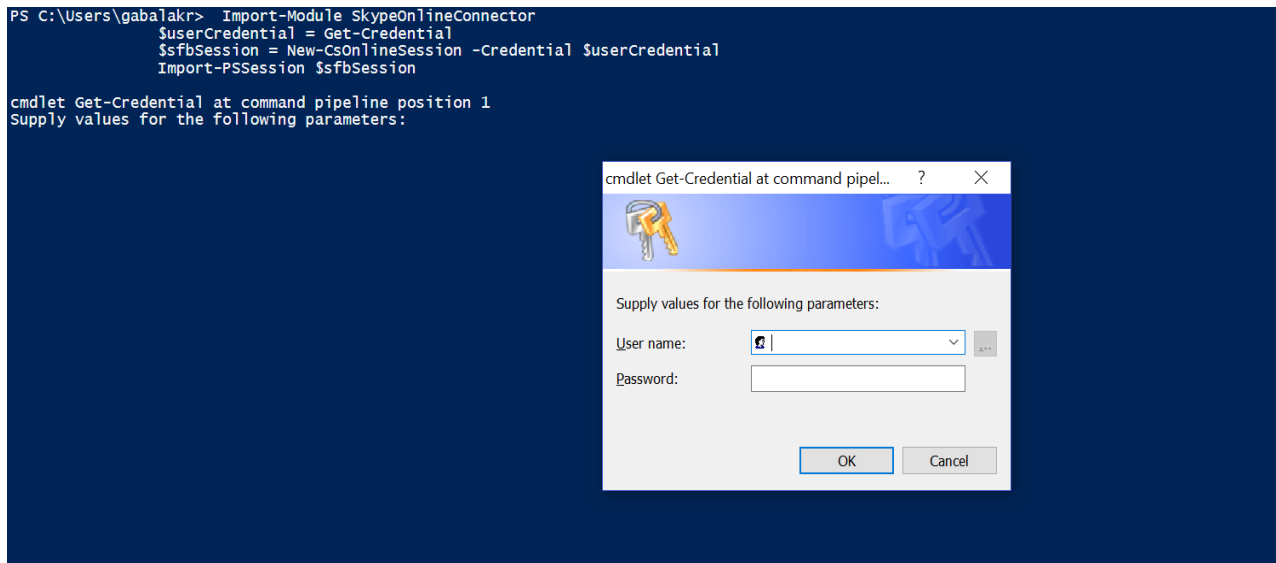 PS C:\Users\gabalakr>  Import-Module SkypeOnlineConnector
$userCredential = Get-Credential
$sfbSession = New-CsOnlineSession -Credential $userCredential
Import-PSSession $sfbSession
cmdlet Get-Credential at command pipeline position 1
Supply values for the following parameters:
cmdlet Get-Credential at command pipel... ?
Supply values for the following parameters:
User name:
...
Password:
OK Cancel